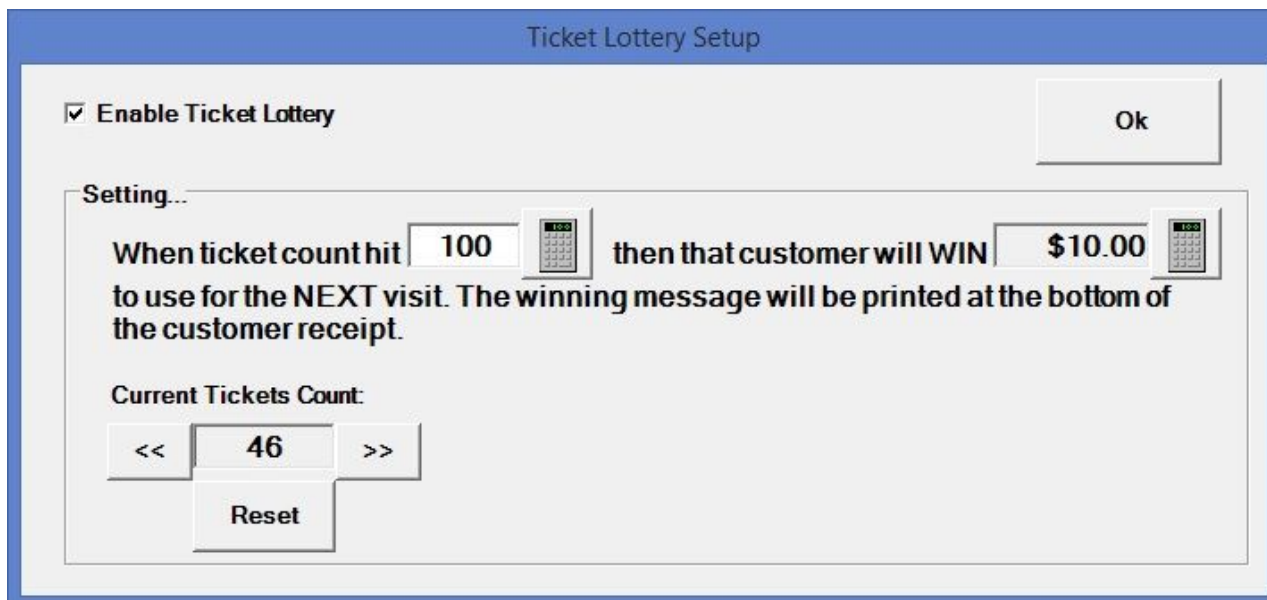 Ticket Lottery Setup
Enable Ticket Lottery
Ok
Setting...
When ticket count hit 100 then that customer will WIN $10.00
to use for the NEXT visit. The winning message will be printed at the bottom of
the customer receipt.
Current Tickets Count:
<< 46 >>
Reset